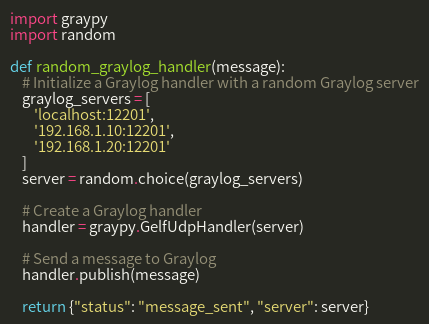 import graypy
import random

def random_graylog_handler(message):
    # Initialize a Graylog handler with a random Graylog server
    graylog_servers = [
        'localhost:12201',
        '192.168.1.10:12201',
        '192.168.1.20:12201'
    ]
    server = random.choice(graylog_servers)

    # Create a Graylog handler
    handler = graypy.GelfUdpHandler(server)

    # Send a message to Graylog
    handler.publish(message)

    return {"status": "message_sent", "server": server}